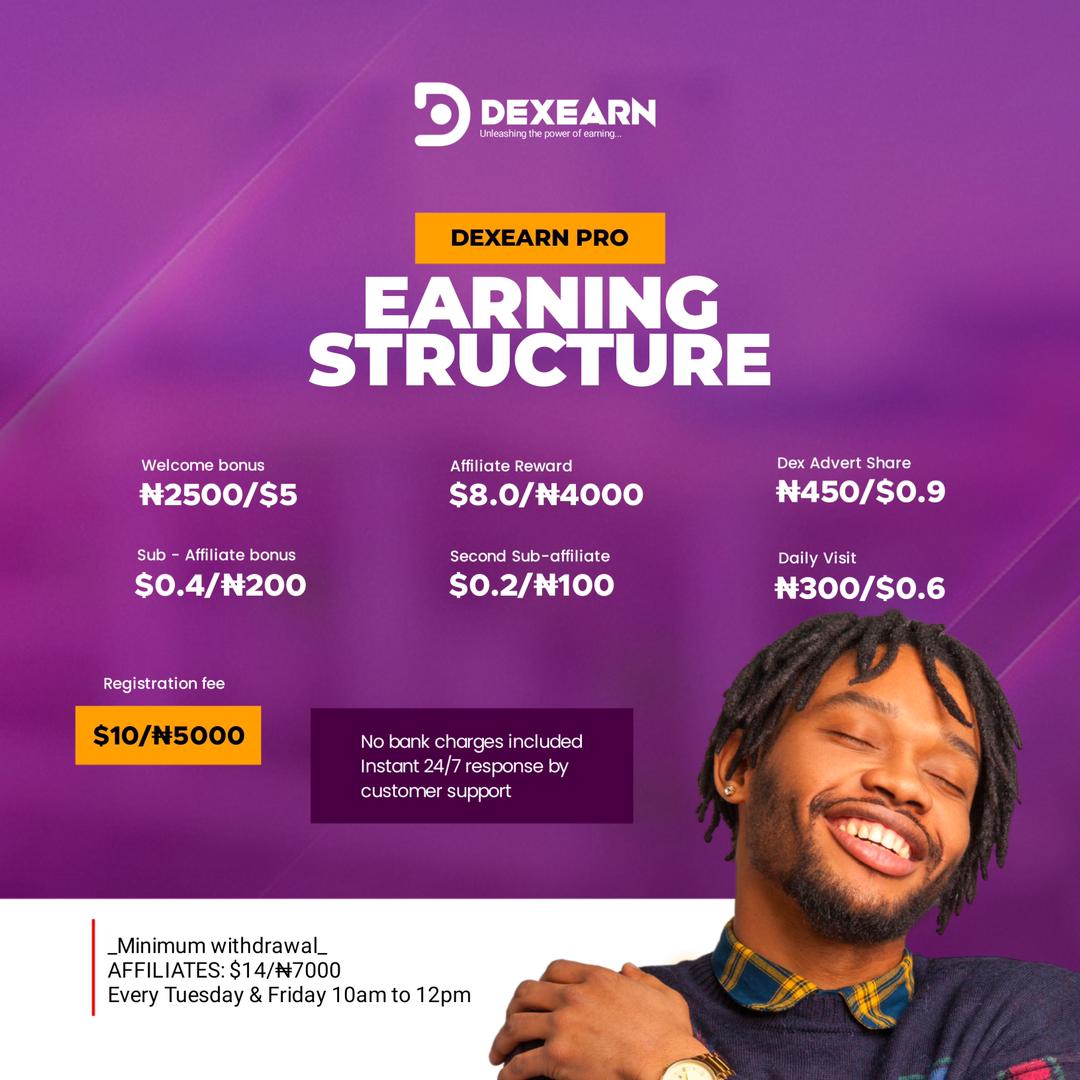 DEXEARN
Unleashing the power of earning...
DEXEARN PRO
EARNING
STRUCTURE
Welcome bonus
₦2500/$5
Affiliate Reward
$8.0/₦4000
Dex Advert Share
₦450/$0.9
Sub - Affiliate bonus
$0.4/₦200
Second Sub-affiliate
$0.2/₦100
Daily Visit
₦300/$0.6
Registration fee
$10/₦5000
No bank charges included
Instant 24/7 response by
customer support
_Minimum withdrawal_
AFFILIATES: $14/₦7000
Every Tuesday & Friday 10am to 12pm